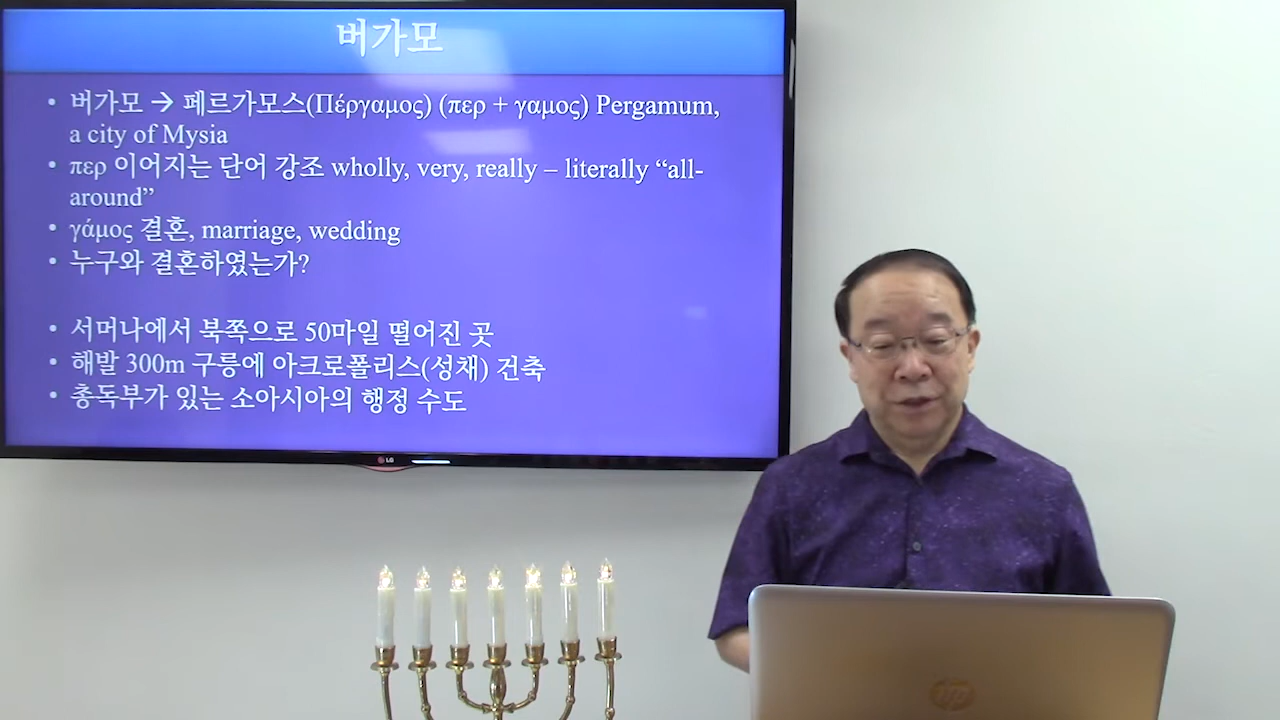 버가모
• 버가모 → 페르가모스(Πέργαμος) (περ + γαμος) Pergamum,
a city of Mysia
• περ 이어지는 단어 강조 wholly, very, really – literally “all-
around”
• γάμος 결혼, marriage, wedding
• 누구와 결혼하였는가?
• 서머나에서 북쪽으로 50마일 떨어진 곳
• 해발 300m 구릉에 아크로폴리스(성채) 건축
• 총독부가 있는 소아시아의 행정 수도
LG
hp